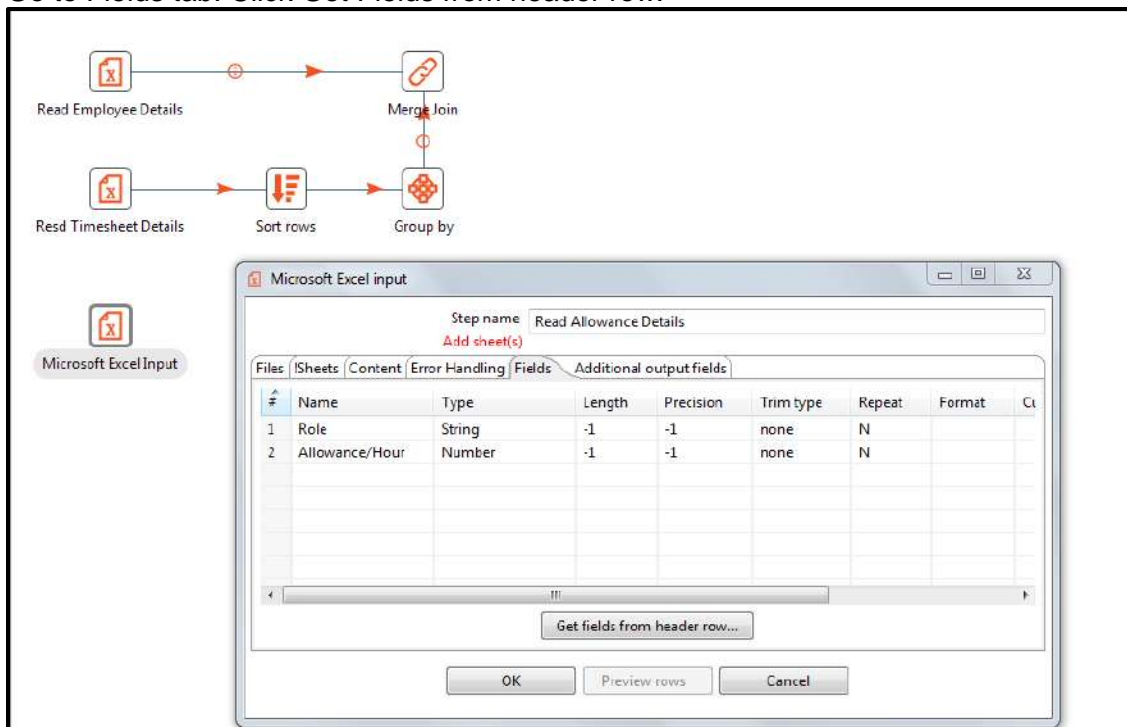 Go to Fields tab. Click Get Fields from header row...
Read Employee Details
Merge Join
Resd Timesheet Details
Sort rows
Group by
Microsoft Excel Input
Microsoft Excel input
Step name Read Allowance Details
Add sheet(s)
Files !Sheets Content Error Handling Fields Additional output fields
# Name Type Length Precision Trim type Repeat Format
1 Role String -1 -1 none N
2 Allowance/Hour Number -1 -1 none N
Get fields from header row...
OK Preview rows Cancel